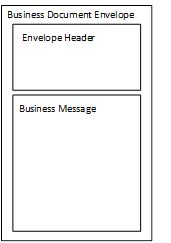 Business Document Envelope
Envelope Header
Business Message